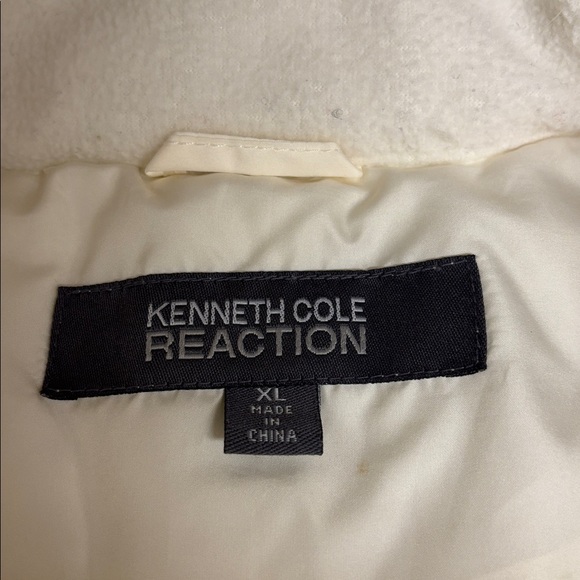 KENNETH COLE
REACTION
XL
MADE
IN
CHINA